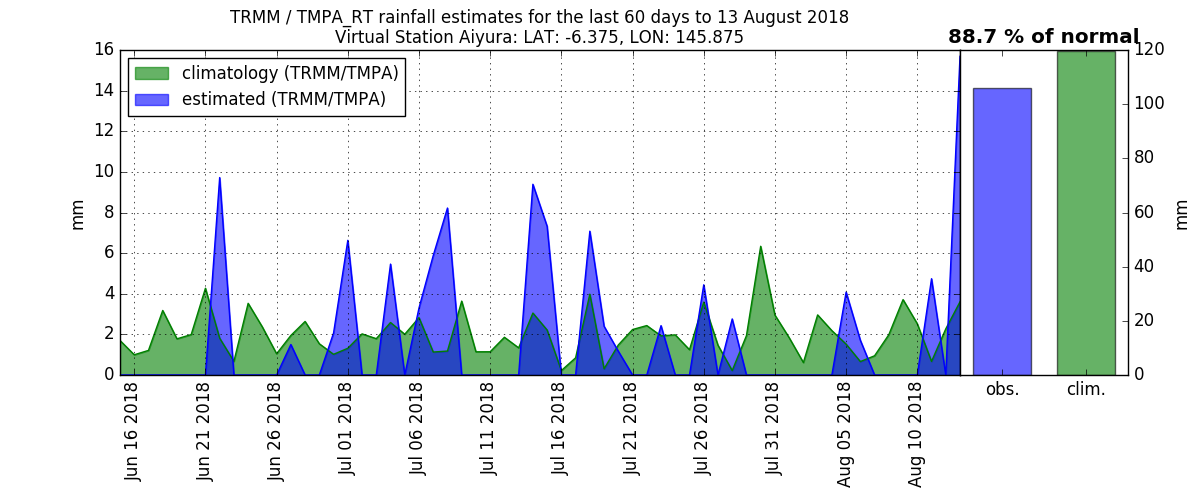 TRMM / TMPA_RT rainfall estimates for the last 60 days to 13 August 2018
Virtual Station Aiyura: LAT: -6.375, LON: 145.875
88.7 % of normal
climatology (TRMM/TMPA)
estimated (TRMM/TMPA)
16
14
12
10
8
6
4
2
0
mm
Jun 16 2018
Jun 21 2018
Jun 26 2018
Jul 01 2018
Jul 06 2018
Jul 11 2018
Jul 16 2018
Jul 21 2018
Jul 26 2018
Jul 31 2018
Aug 05 2018
Aug 10 2018
obs.
clim.
120
100
80
60
40
20
0
mm